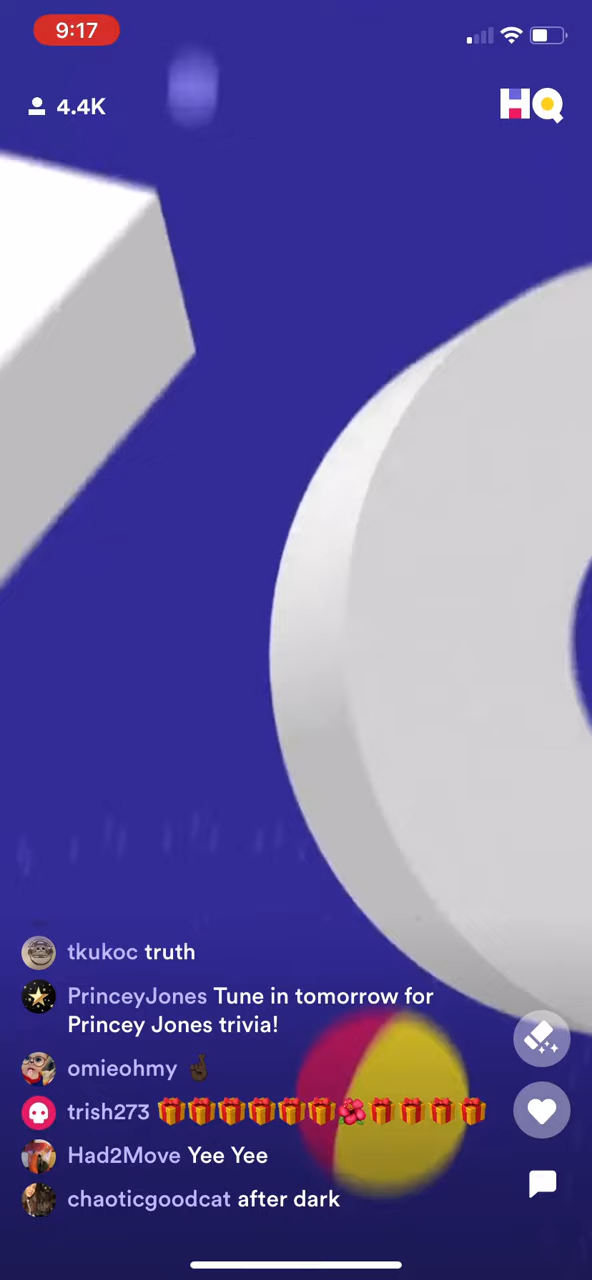 9:17
4.4K
HQ
tkukoc truth
PrinceyJones Tune in tomorrow for
Princey Jones trivia!
omieohmy 🤞🏿
trish273 🎁🎁🎁🎁🎁🎁🌺🎁🎁🎁🎁
Had2Move Yee Yee
chaoticgoodcat after dark